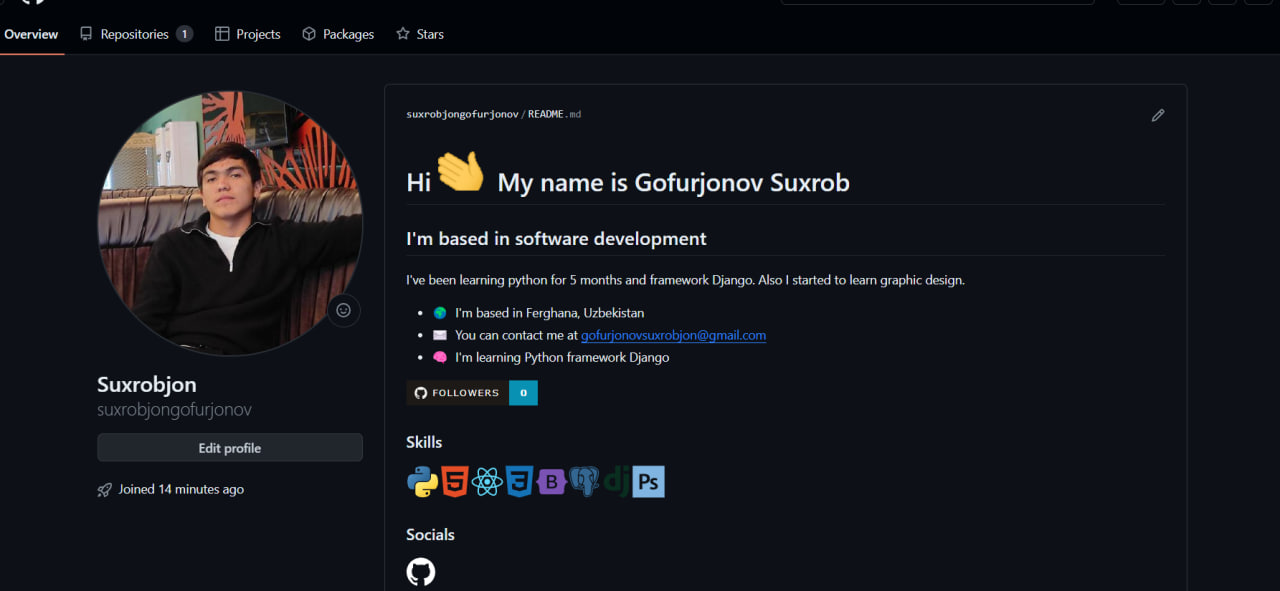 Overview Repositories 1 Projects Packages Stars
suxrobjongofurjonov/README.md
Hi 👋 My name is Gofurjonov Suxrob
I'm based in software development
I've been learning python for 5 months and framework Django. Also I started to learn graphic design.
🌍 I'm based in Ferghana, Uzbekistan
✉️ You can contact me at gofurjonovsuxrobjon@gmail.com
🧠 I'm learning Python framework Django
FOLLOWERS 0
Suxrobjon
suxrobjongofurjonov
Edit profile
Joined 14 minutes ago
Skills
5 3 B dj Ps
Socials